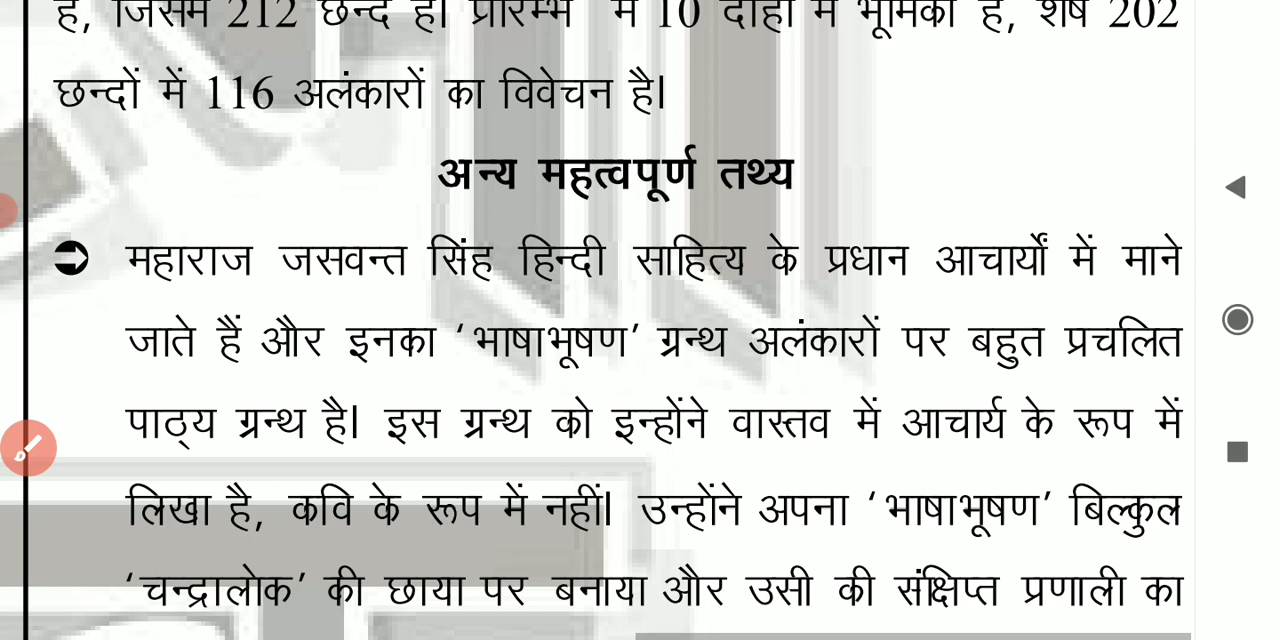 है, जिसमें 212 छन्द हैं। प्रारम्भ में 10 दोहों में भूमिका है, शेष 202
छन्दों में 116 अलंकारों का विवेचन है।
अन्य महत्वपूर्ण तथ्य
➲ महाराज जसवन्त सिंह हिन्दी साहित्य के प्रधान आचार्यों में माने
जाते हैं और इनका ‘भाषाभूषण’ ग्रन्थ अलंकारों पर बहुत प्रचलित
पाठ्य ग्रन्थ है। इस ग्रन्थ को इन्होंने वास्तव में आचार्य के रूप में
लिखा है, कवि के रूप में नहीं। उन्होंने अपना ‘भाषाभूषण’ बिल्कुल
‘चन्द्रालोक’ की छाया पर बनाया और उसी की संक्षिप्त प्रणाली का